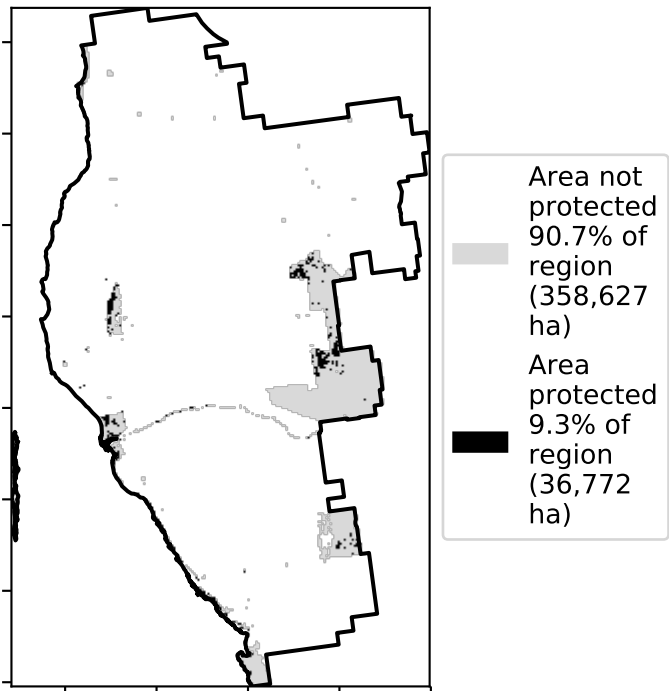 Area not
protected
90.7% of
region
(358,627
ha)
Area
protected
9.3% of
region
(36,772
ha)